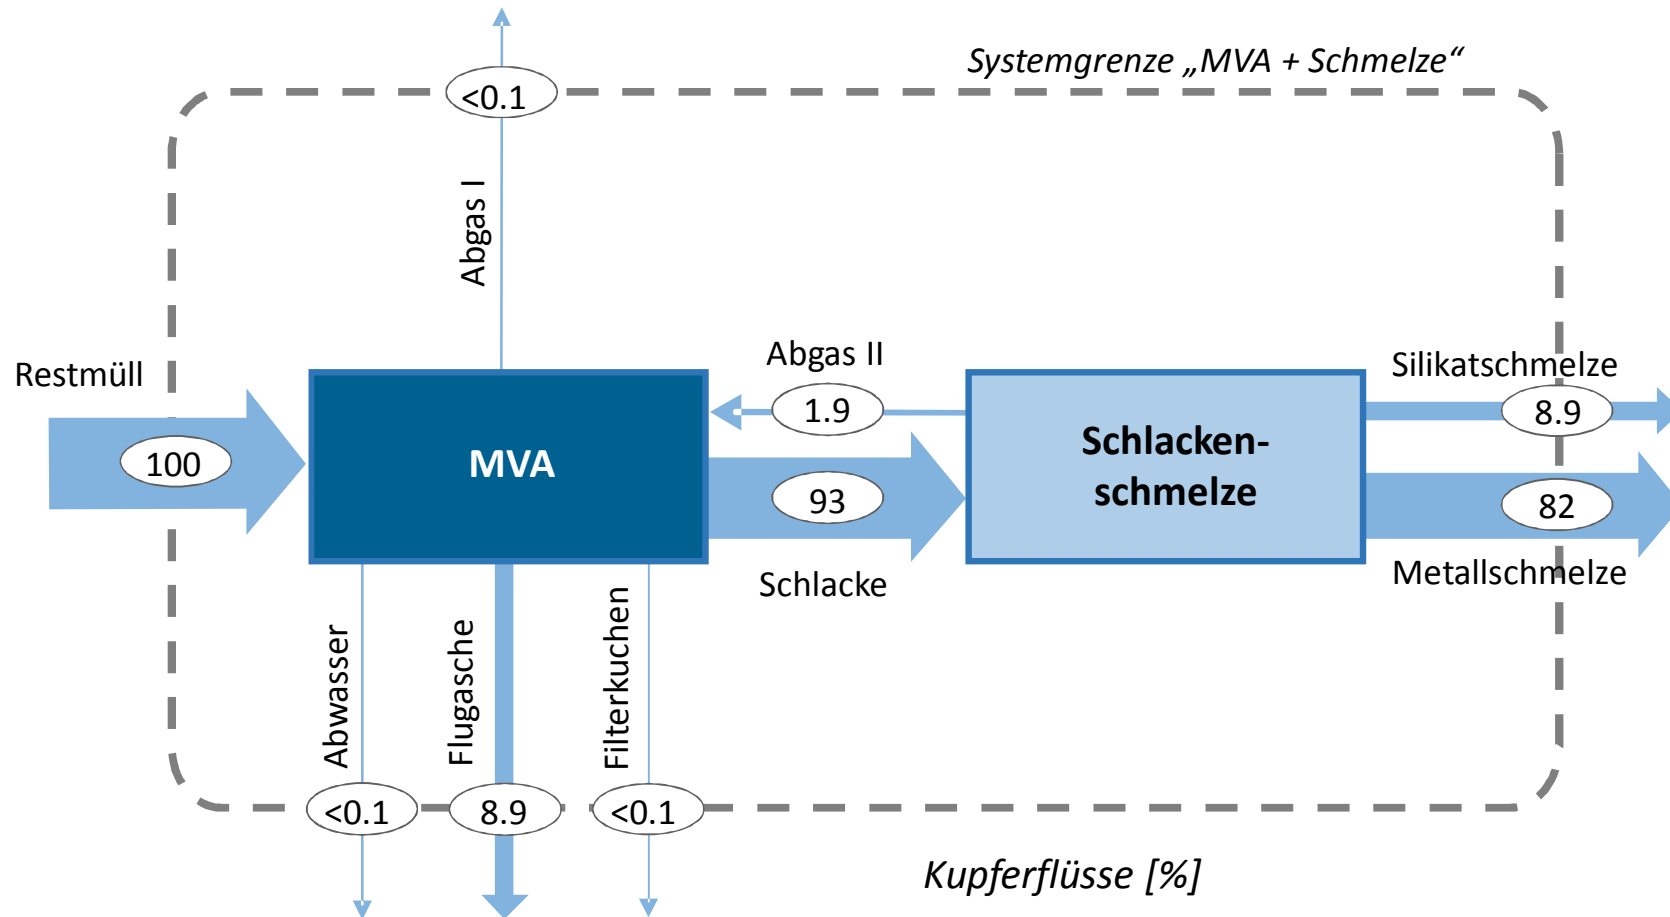 Systemgrenze „MVA + Schmelze“
<0.1
Abgas I
Restmüll
100
MVA
Abgas II
1.9
93
Schlacke
Schlacken-
schmelze
Silikatschmelze
8.9
82
Metallschmelze
Abwasser
Flugasche
Filterkuchen
<0.1
8.9
<0.1
Kupferflüsse [%]